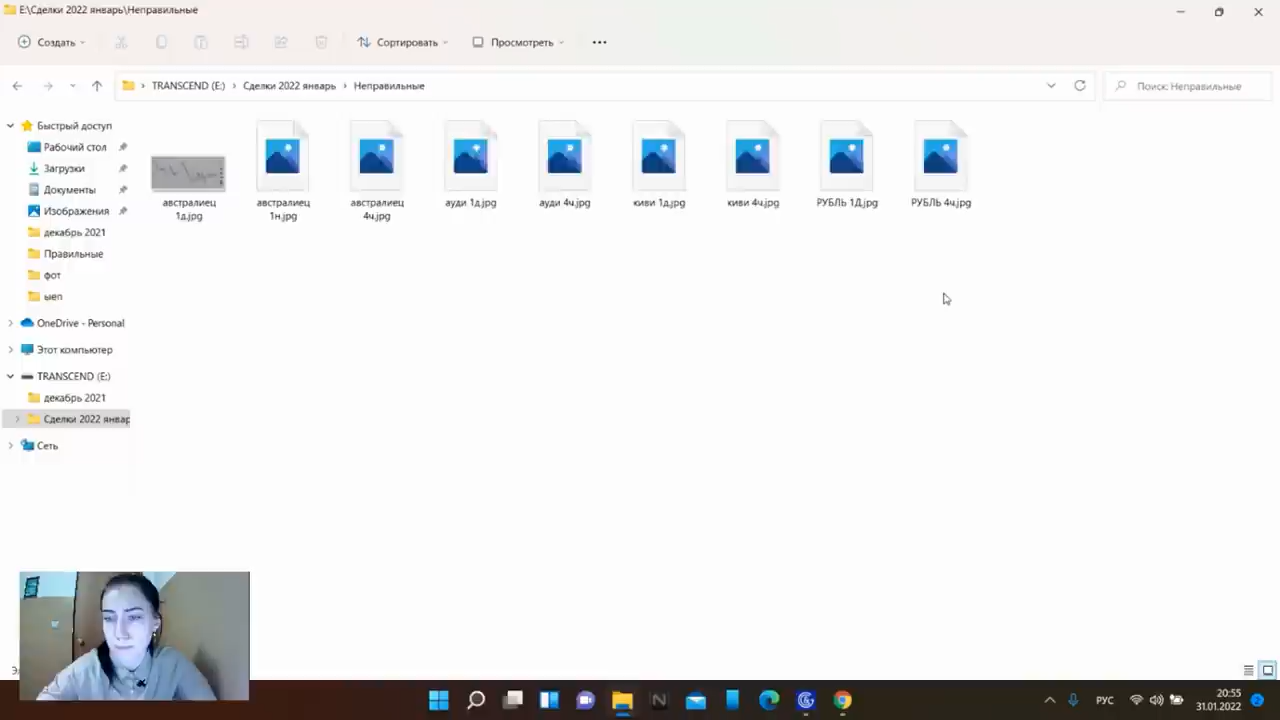 E:\Сделки 2022 январь\Неправильные
Создать
Сортировать
Просмотреть
TRANSCEND (E:) › Сделки 2022 январь › Неправильные
Поиск: Неправильные
Быстрый доступ
Рабочий стол
Загрузки
Документы
Изображения
декабрь 2021
Правильные
фот
ыеп
OneDrive - Personal
Этот компьютер
TRANSCEND (E:)
декабрь 2021
Сделки 2022 январ
Сеть
австралиец
1д.jpg
австралиец
1н.jpg
австралиец
4ч.jpg
ауди 1д.jpg
ауди 4ч.jpg
киви 1д.jpg
киви 4ч.jpg
РУБЛЬ 1Д.jpg
РУБЛЬ 4ч.jpg
РУС
20:55
31.01.2022